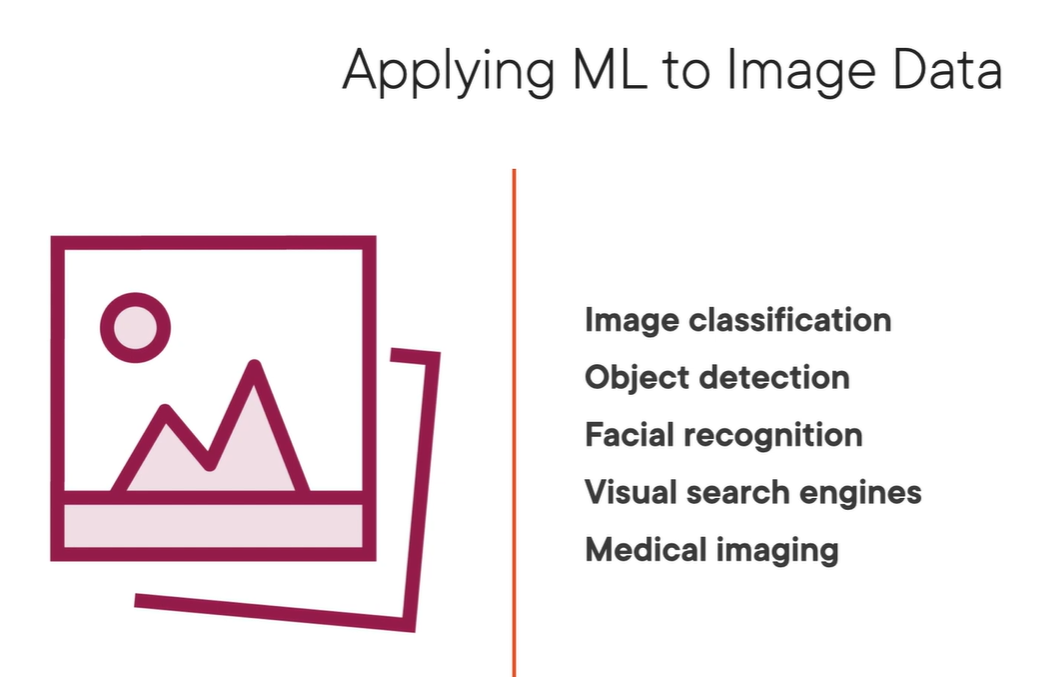 Applying ML to Image Data
Image classification
Object detection
Facial recognition
Visual search engines
Medical imaging